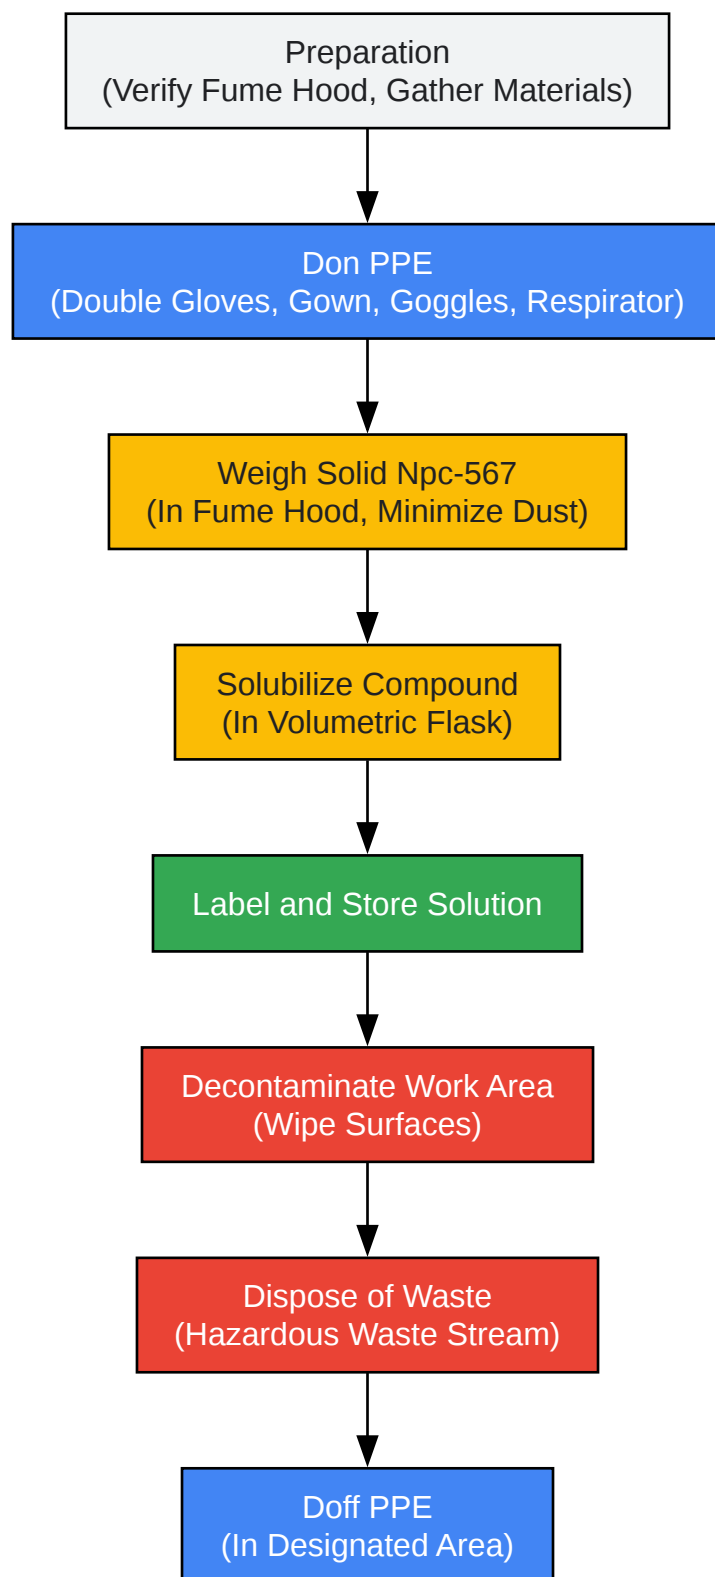 Preparation
(Verify Fume Hood, Gather Materials)
Don PPE
(Double Gloves, Gown, Goggles, Respirator)
Weigh Solid Npc-567
(In Fume Hood, Minimize Dust)
Solubilize Compound
(In Volumetric Flask)
Label and Store Solution
Decontaminate Work Area
(Wipe Surfaces)
Dispose of Waste
(Hazardous Waste Stream)
Doff PPE
(In Designated Area)